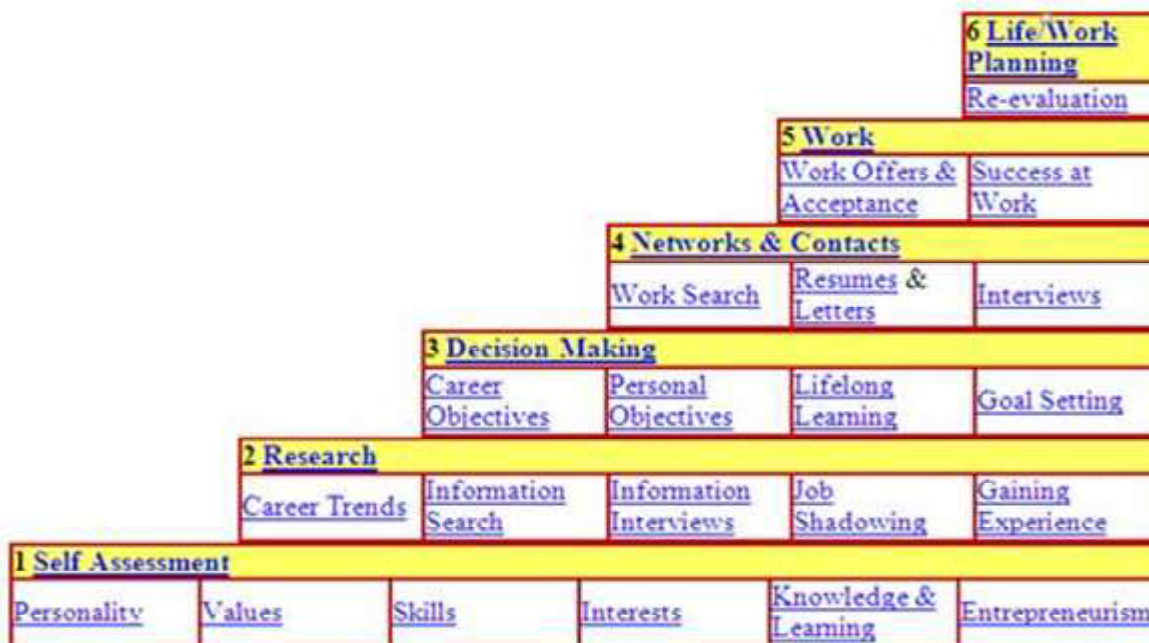 6 Life/Work
Planning
Re-evaluation
5 Work
Work Offers & Success at
Acceptance Work
4 Networks & Contacts
Work Search Resumes & Interviews
Letters
3 Decision Making
Career Personal Lifelong Goal Setting
Objectives Objectives Learning
2 Research
Career Trends Information Information Job Gaining
Search Interviews Shadowing Experience
1 Self Assessment
Personality Values Skills Interests Knowledge & Entrepreneurism
Learning